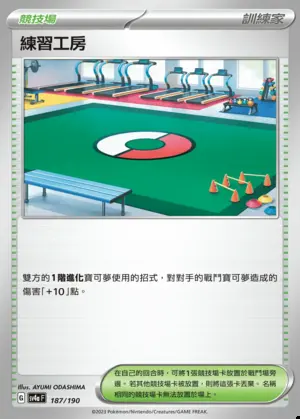 競技場
訓練家
練習工房
雙方的1階進化寶可夢使用的招式，對對手的戰鬥寶可夢造成的
傷害「+10」點。
Illus. AYUMI ODASHIMA
G SV4a F 187/190
在自己的回合時，可將1張競技場卡放置於戰鬥場旁
邊。若其他競技場卡被放置，則將這張卡丟棄。名稱
相同的競技場卡無法放置於場上。
©2023 Pokémon/Nintendo/Creatures/GAME FREAK.